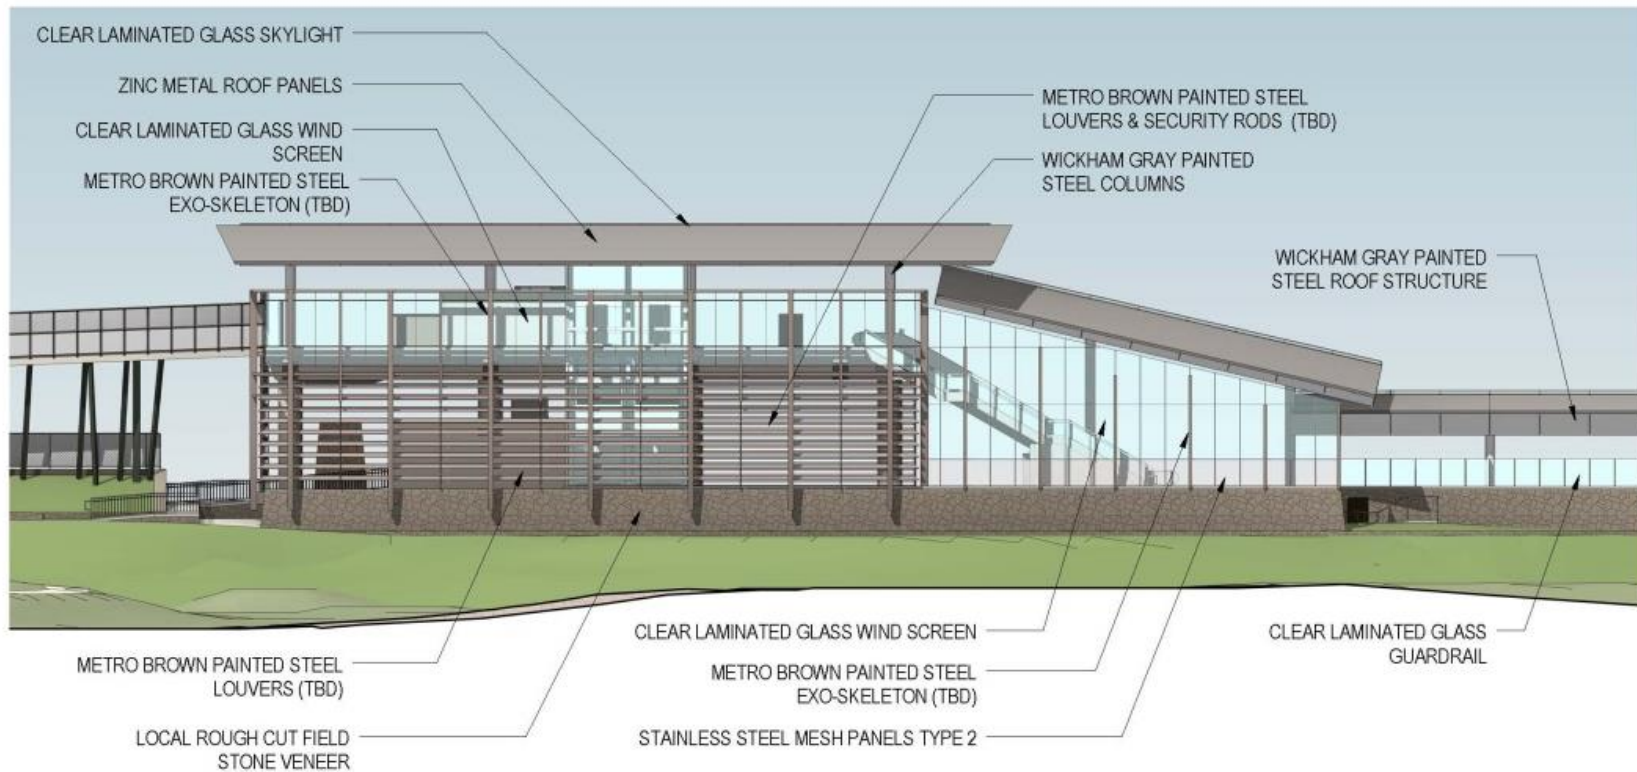 CLEAR LAMINATED GLASS SKYLIGHT
ZINC METAL ROOF PANELS
CLEAR LAMINATED GLASS WIND
SCREEN
METRO BROWN PAINTED STEEL
EXO-SKELETON (TBD)
METRO BROWN PAINTED STEEL
LOUVERS & SECURITY RODS (TBD)
WICKHAM GRAY PAINTED
STEEL COLUMNS
WICKHAM GRAY PAINTED
STEEL ROOF STRUCTURE
METRO BROWN PAINTED STEEL
LOUVERS (TBD)
LOCAL ROUGH CUT FIELD
STONE VENEER
CLEAR LAMINATED GLASS WIND SCREEN
METRO BROWN PAINTED STEEL
EXO-SKELETON (TBD)
STAINLESS STEEL MESH PANELS TYPE 2
CLEAR LAMINATED GLASS
GUARDRAIL